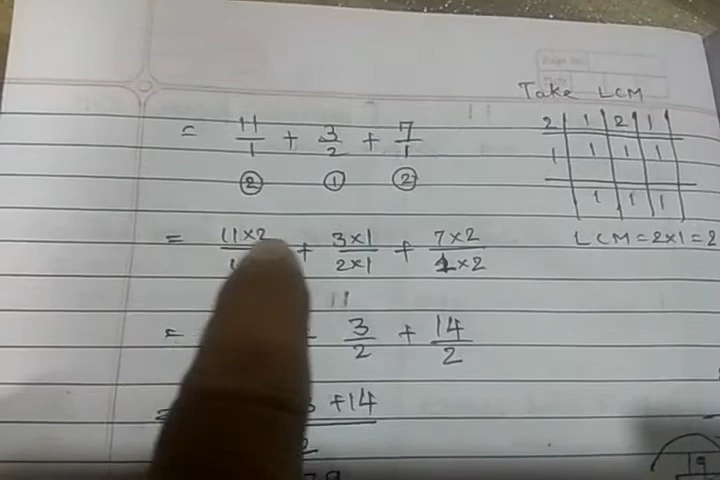 Take LCM
= 11/1 + 3/2 + 7/1
2 | 1 | 2 | 1
1 | 1 | 1 | 1
1 | 1 | 1
② ① ②
LCM = 2×1 = 2
= 11×2 + 3×1/2×1 + 7×2/1×2
= 3/2 + 14/2
+14
19